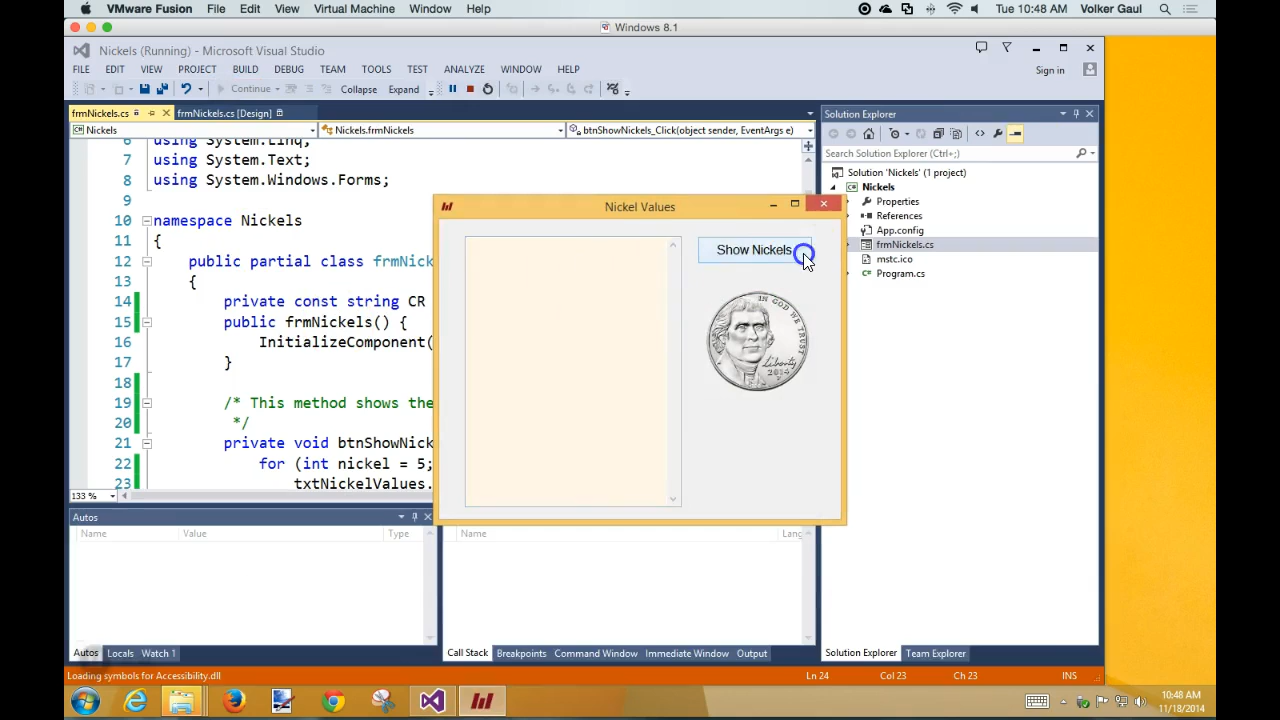 VMware Fusion File Edit View Virtual Machine Window Help Tue 10:48 AM Volker Gaul
Windows 8.1
Nickels (Running) - Microsoft Visual Studio
FILE EDIT VIEW PROJECT BUILD DEBUG TEAM TOOLS TEST ANALYZE WINDOW HELP Sign in
Continue Collapse Expand
frmNickels.cs frmNickels.cs [Design]
Nickels Nickels.frmNickels btnShowNickels_Click(object sender, EventArgs e)
6 using System.Linq;
7 using System.Text;
8 using System.Windows.Forms;
9
10 namespace Nickels
11 {
12 public partial class frmNick
13 {
14 private const string CR
15 public frmNickels() {
16 InitializeComponent(
17 }
18
19 /* This method shows the
20 */
21 private void btnShowNick
22 for (int nickel = 5;
23 txtNickelValues.
133 %
Nickel Values
Show Nickels
IN GOD WE TRUST
Liberty
2014
P
Solution Explorer
Search Solution Explorer (Ctrl+;)
Solution 'Nickels' (1 project)
Nickels
Properties
References
App.config
frmNickels.cs
mstc.ico
Program.cs
Autos
Name Value Type
Name Lang
Autos Locals Watch 1
Call Stack Breakpoints Command Window Immediate Window Output
Solution Explorer Team Explorer
Loading symbols for Accessibility.dll Ln 24 Col 23 Ch 23 INS
10:48 AM
11/18/2014